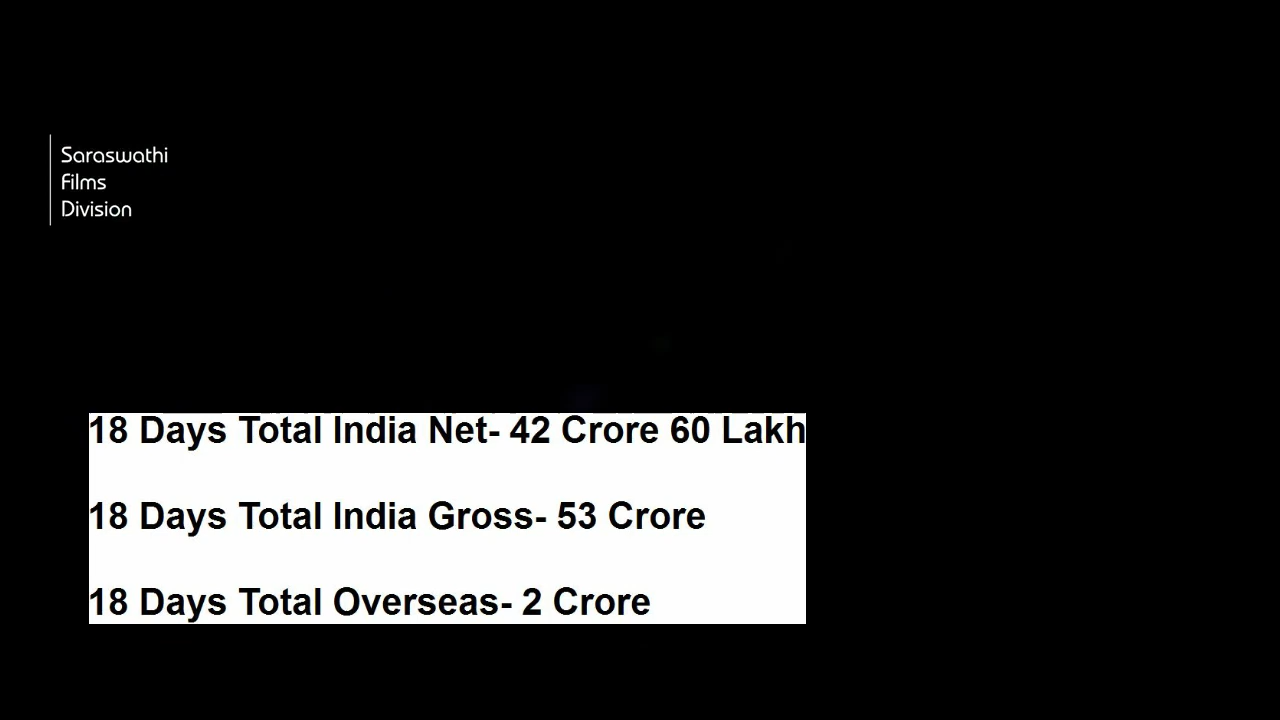 Saraswathi
Films
Division
18 Days Total India Net- 42 Crore 60 Lakh
18 Days Total India Gross- 53 Crore
18 Days Total Overseas- 2 Crore